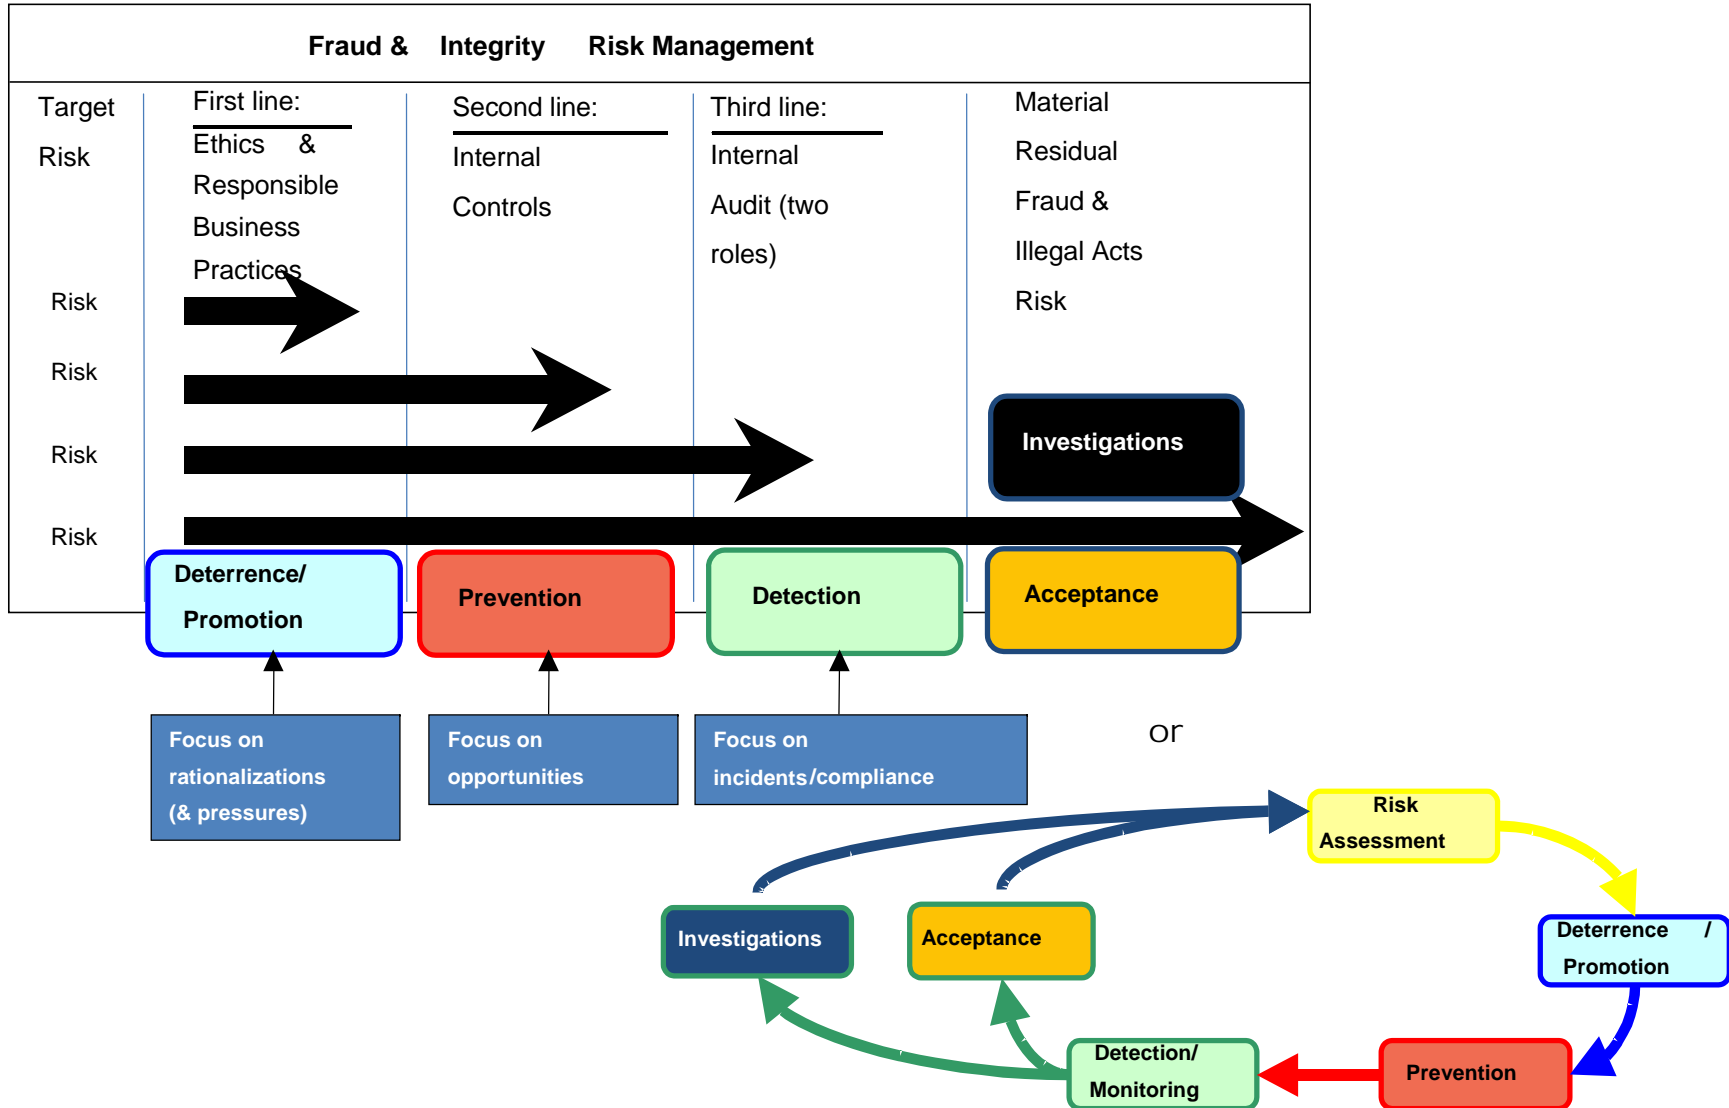 Fraud & Integrity Risk Management
Target
Risk
First line:
Ethics &
Responsible
Business
Practices
Second line:
Internal
Controls
Third line:
Internal
Audit (two
roles)
Material
Residual
Fraud &
Illegal Acts
Risk
Risk
Risk
Risk
Risk
Investigations
Deterrence/
Promotion
Prevention
Detection
Acceptance
Focus on
rationalizations
(& pressures)
Focus on
opportunities
Focus on
incidents/compliance
or
Risk
Assessment
Investigations
Acceptance
Deterrence /
Promotion
Detection/
Monitoring
Prevention